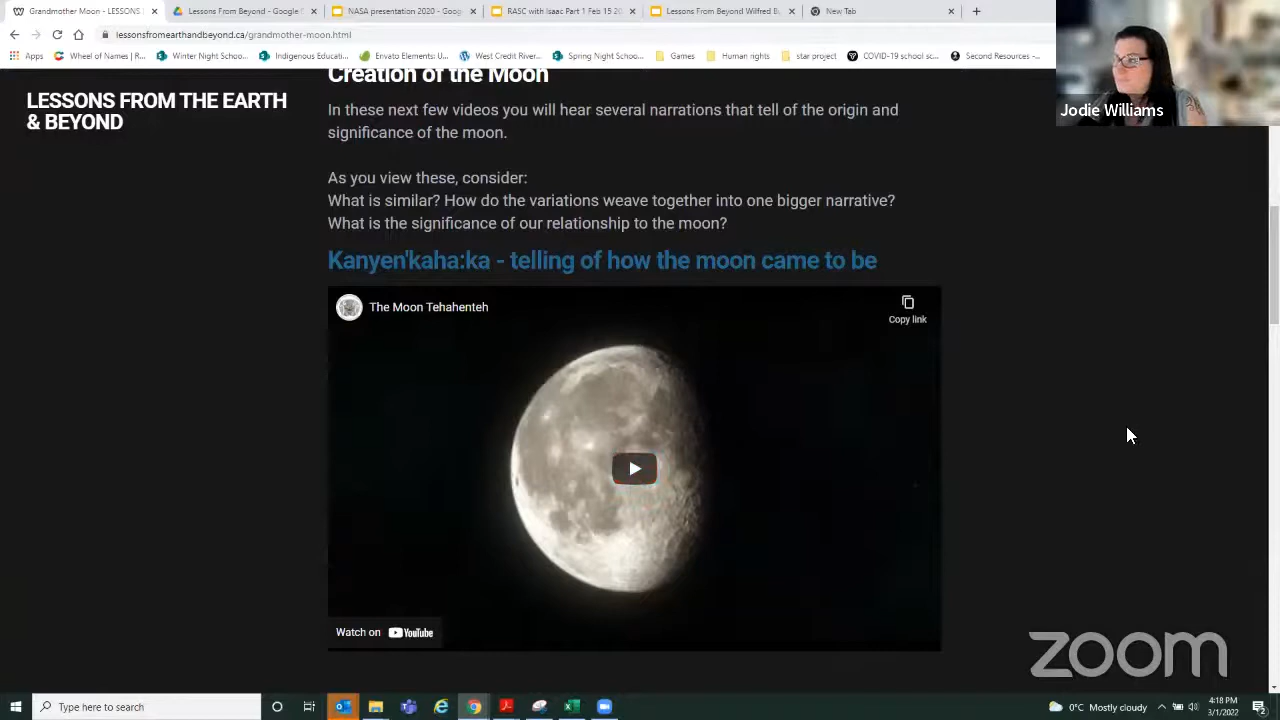 Grandmother Moon - LESSONS
Lessons From Beyond - Google S
NASA presentation 2020 - Goog
RASC with Isaac Part 1 Feb 15 20
Lessons From Beyond Wilfred Bu
New Tab
lessonsfromearthandbeyond.ca/grandmother-moon.html
Apps
Wheel of Names | R...
Winter Night Schoo...
Indigenous Educati...
Envato Elements: U...
West Credit River...
Spring Night Schoo...
Games
Human rights
star project
COVID-19 school sc...
Second Resources –...
Jodie Williams
LESSONS FROM THE EARTH
& BEYOND
Creation of the Moon
In these next few videos you will hear several narrations that tell of the origin and
significance of the moon.
As you view these, consider:
What is similar? How do the variations weave together into one bigger narrative?
What is the significance of our relationship to the moon?
Kanyen'kaha:ka - telling of how the moon came to be
The Moon Tehahenteh
Copy link
Watch on YouTube
zoom
Type here to search
0°C Mostly cloudy
4:18 PM
3/1/2022
2